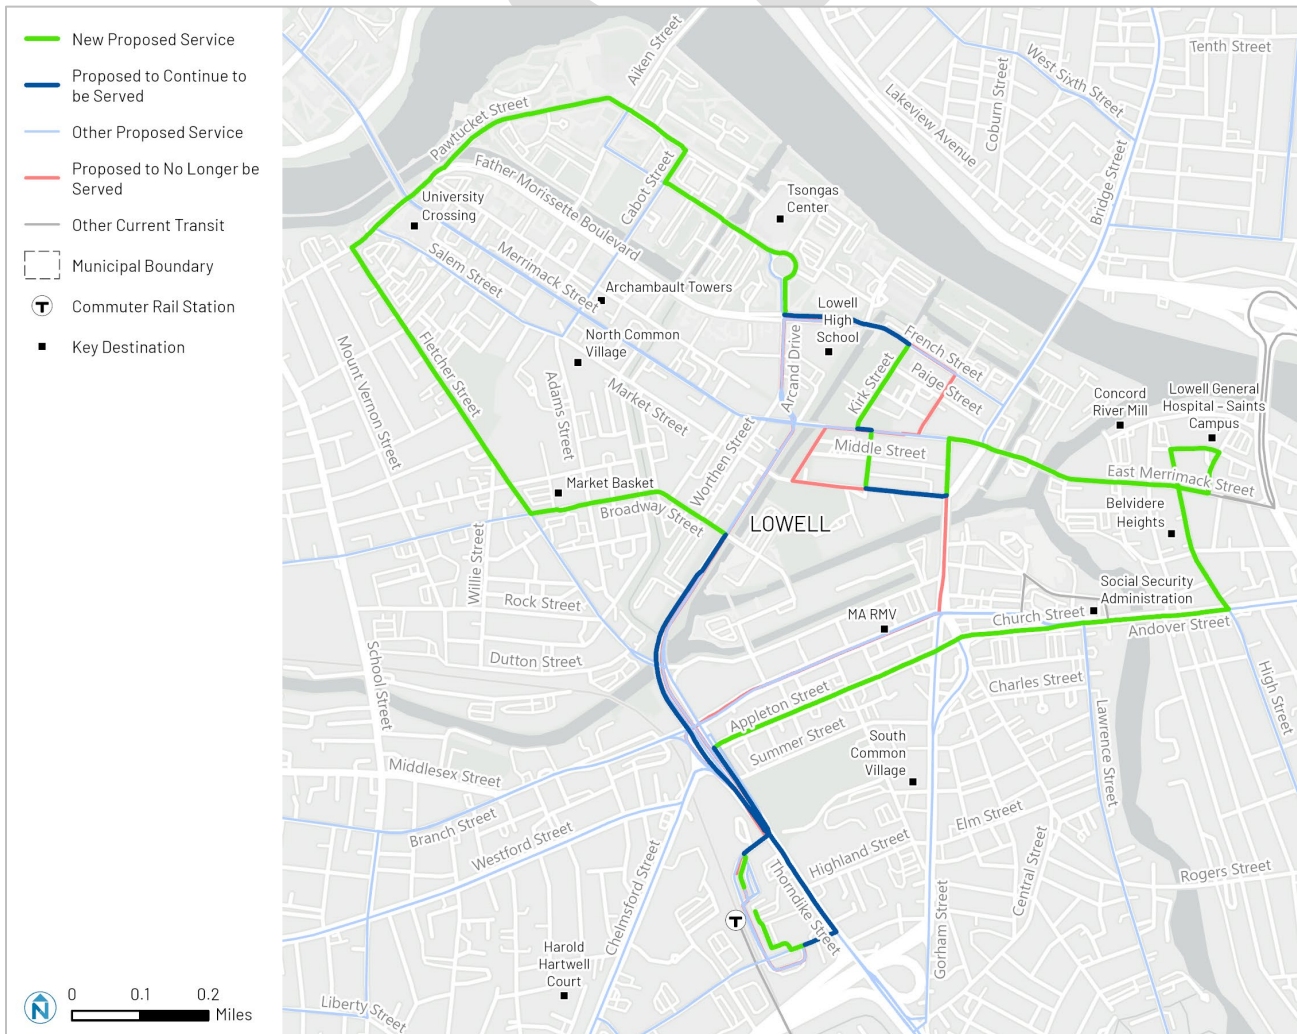 New Proposed Service
Proposed to Continue to
be Served
Other Proposed Service
Proposed to No Longer be
Served
Other Current Transit
Municipal Boundary
T
Commuter Rail Station
Key Destination
N
0
0.1
0.2
Miles
Aiken Street
Tenth Street
West Sixth Street
Coburn Street
Lakeview Avenue
Bridge Street
Pawtucket Street
Father Morissette Boulevard
Cabot Street
University
Crossing
Tsongas
Center
Salem Street
Merrimack Street
Archambault Towers
Lowell
High
School
North Common
Village
French Street
Paige Street
Kirk Street
Arcand Drive
Mount Vernon Street
Fletcher Street
Adams Street
Market Street
Worthen Street
Middle Street
Concord
River Mill
Lowell General
Hospital – Saints
Campus
East Merrimack Street
Market Basket
Broadway Street
LOWELL
Belvidere
Heights
Willie Street
Rock Street
Social Security
Administration
MA RMV
Church Street
Andover Street
School Street
Dutton Street
Appleton Street
Summer Street
Charles Street
High Street
Lawrence Street
South
Common
Village
Middlesex Street
Branch Street
Westford Street
Chelmsford Street
Highland Street
Elm Street
Central Street
Rogers Street
Thorndike Street
Gorham Street
T
Harold
Hartwell
Court
Liberty Street